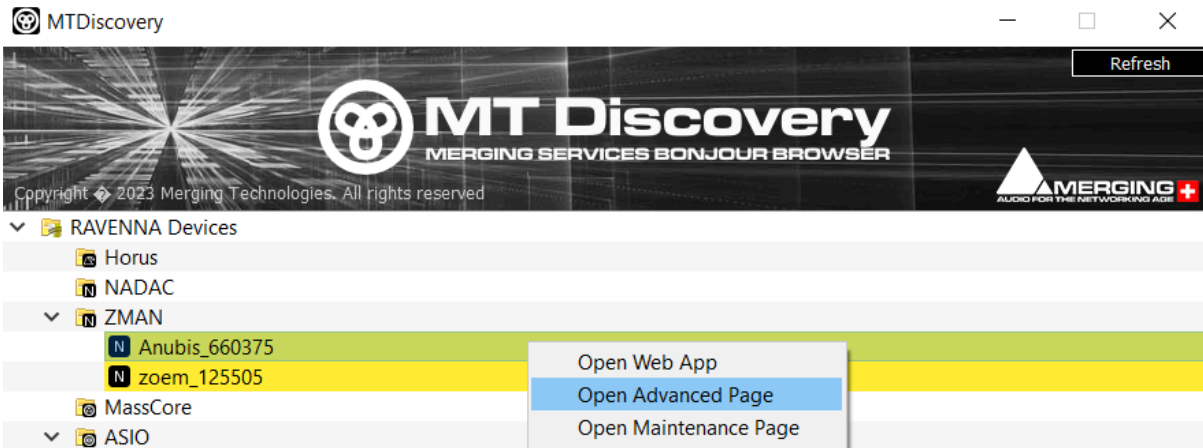 MTDiscovery
Refresh
MT Discovery
MERGING SERVICES BONJOUR BROWSER
Copyright � 2023 Merging Technologies. All rights reserved
MERGING
AUDIO FOR THE NETWORKING AGE
RAVENNA Devices
Horus
N NADAC
N ZMAN
N Anubis_660375
N zoem_125505
MassCore
ASIO
Open Web App
Open Advanced Page
Open Maintenance Page